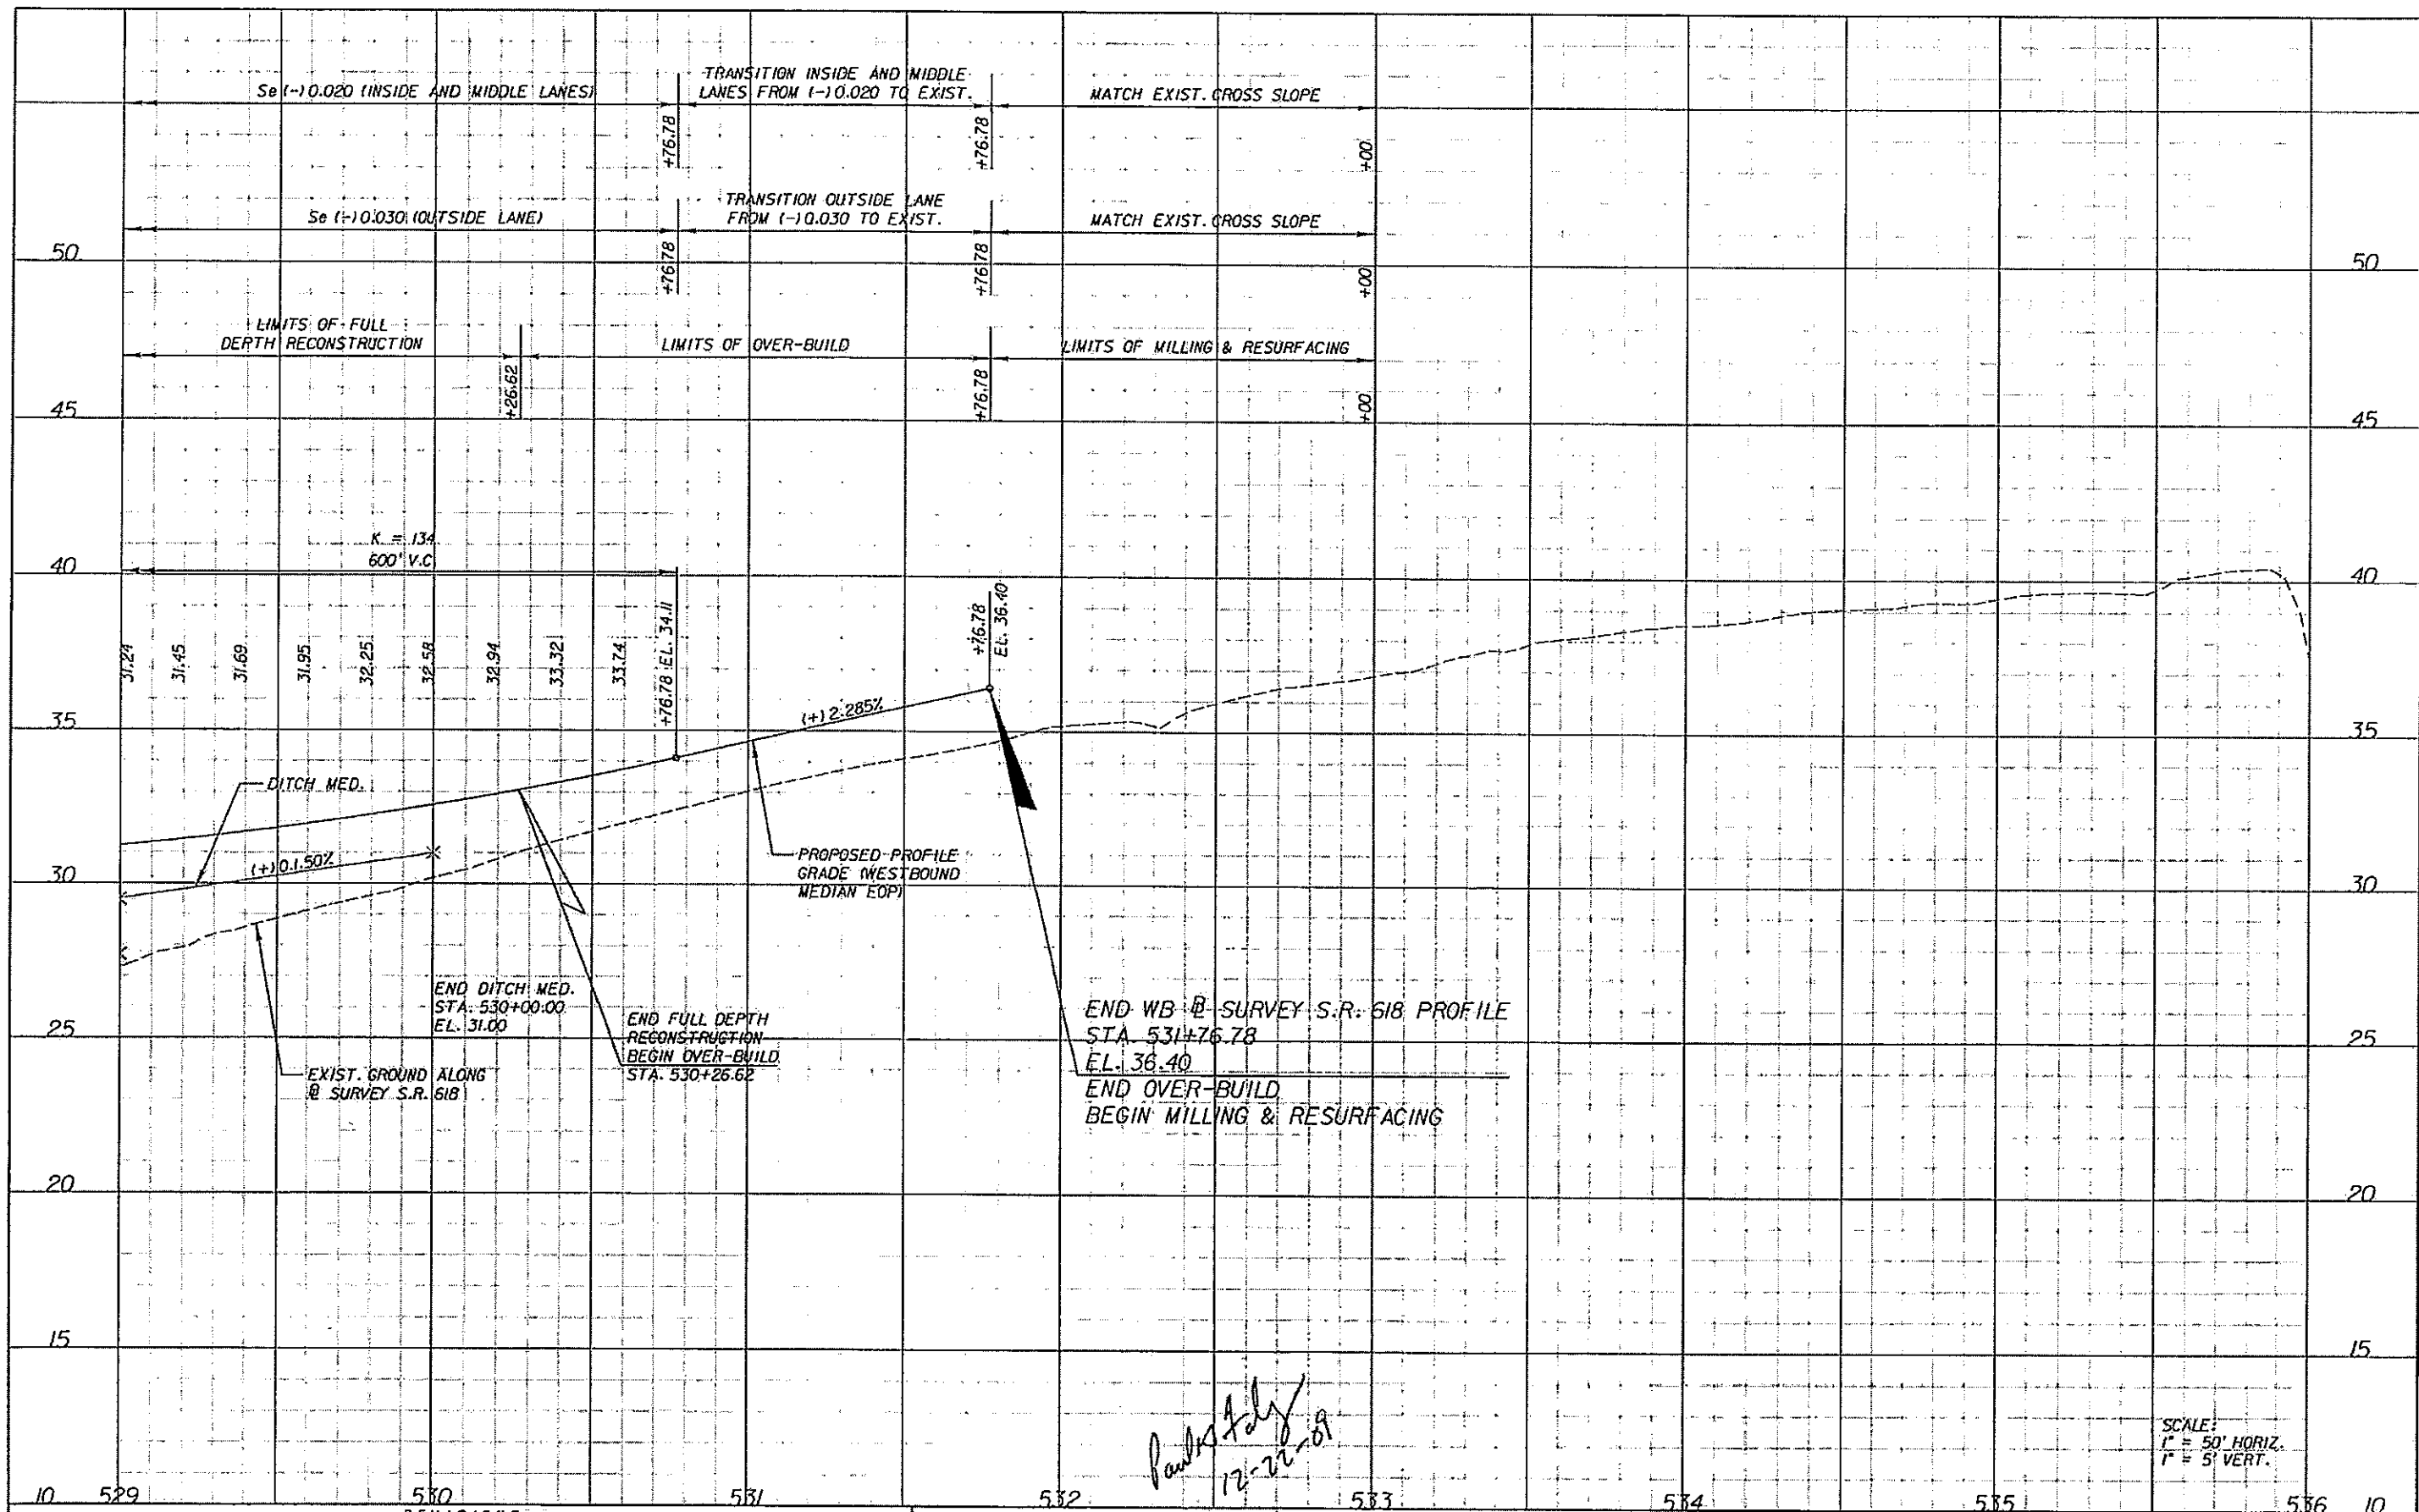 Se (-) 0.020 (INSIDE AND MIDDLE LANES)
TRANSITION INSIDE AND MIDDLE
LANES FROM (-) 0.020 TO EXIST.
MATCH EXIST. CROSS SLOPE
+76.78
+76.78
+00
Se (-) 0.030 (OUTSIDE LANE)
TRANSITION OUTSIDE LANE
FROM (-) 0.030 TO EXIST.
MATCH EXIST. CROSS SLOPE
+76.78
+76.78
+00
50
50
LIMITS OF FULL
DEPTH RECONSTRUCTION
LIMITS OF OVER-BUILD
LIMITS OF MILLING & RESURFACING
+26.62
+76.78
+00
45
45
K = 134
600' V.C.
40
40
31.24
31.45
31.69
31.95
32.25
32.58
32.94
33.32
33.74
+76.78 EL. 34.11
+76.78
EL. 36.40
35
35
(+) 2.285%
DITCH MED.
(+) 0.1.50%
30
30
PROPOSED PROFILE
GRADE (WESTBOUND
MEDIAN EOP)
END DITCH MED.
STA. 530+00.00
EL. 31.00
25
25
EXIST. GROUND ALONG
SURVEY S.R. 618
END FULL DEPTH
RECONSTRUCTION
BEGIN OVER-BUILD
STA. 530+26.62
END WB SURVEY S.R. 618 PROFILE
STA. 531+76.78
EL. 36.40
END OVER-BUILD
BEGIN MILLING & RESURFACING
20
20
15
15
12-22-09
SCALE:
1" = 50' HORIZ.
1" = 5' VERT.
10
529
530
531
532
533
534
535
536
10